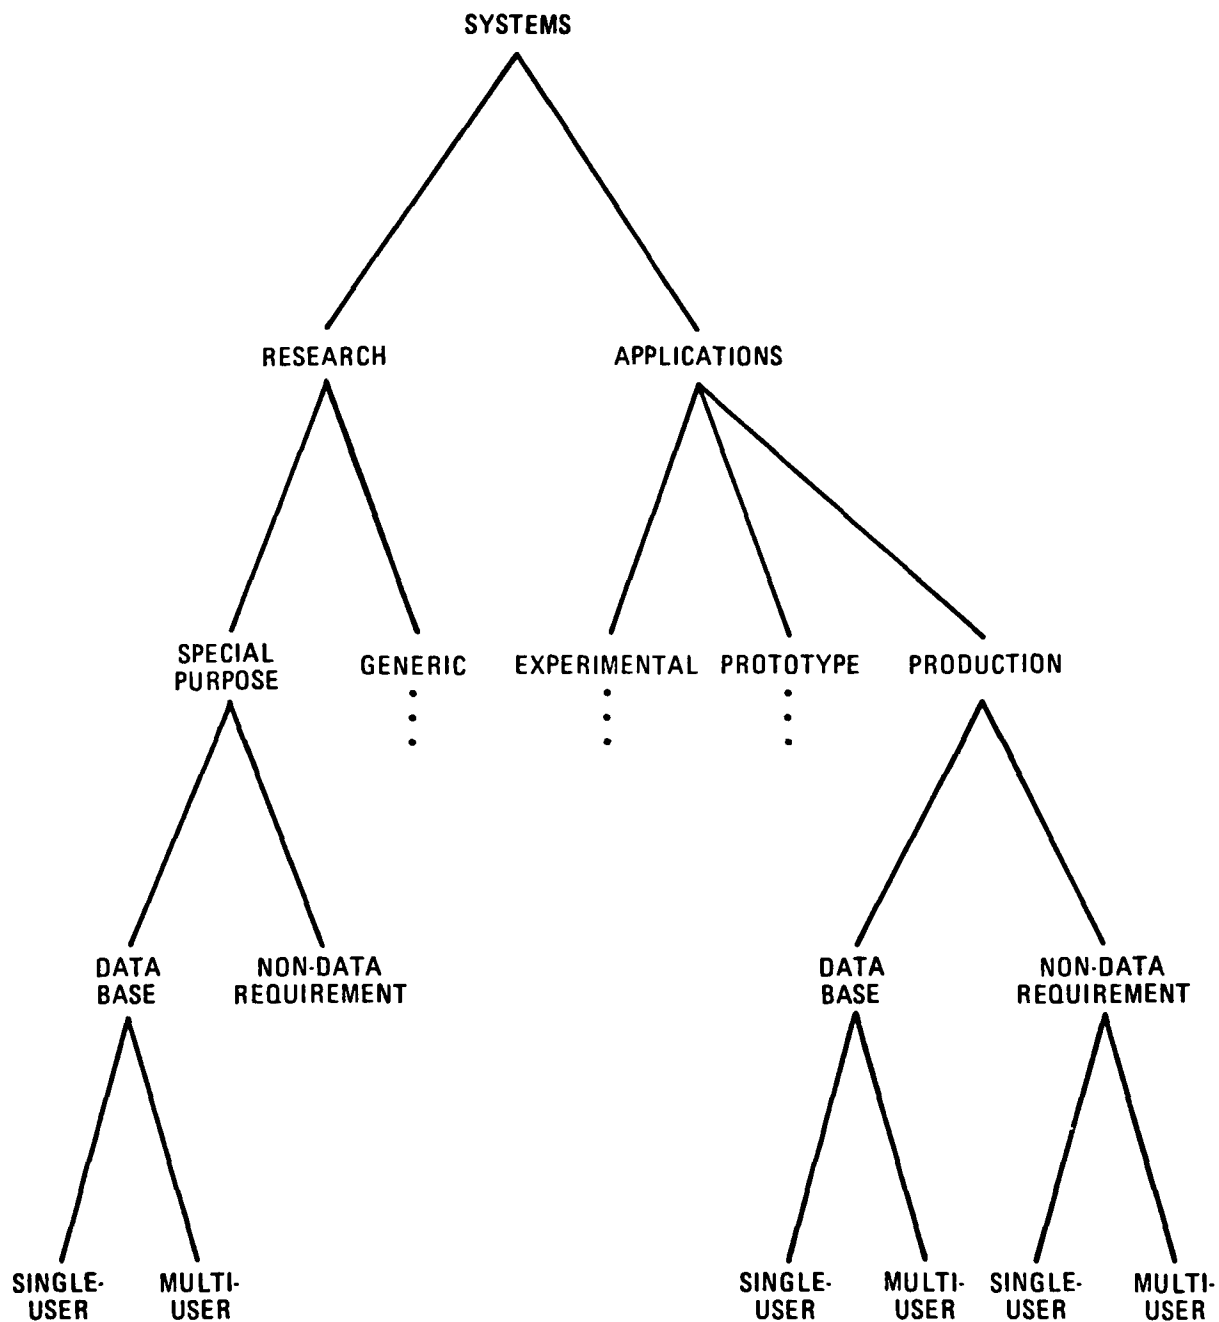 SYSTEMS
RESEARCH
APPLICATIONS
SPECIAL
PURPOSE
GENERIC
EXPERIMENTAL
PROTOTYPE
PRODUCTION
DATA
BASE
NON-DATA
REQUIREMENT
DATA
BASE
NON-DATA
REQUIREMENT
SINGLE-
USER
MULTI-
USER
SINGLE-
USER
MULTI-
USER
SINGLE-
USER
MULTI-
USER